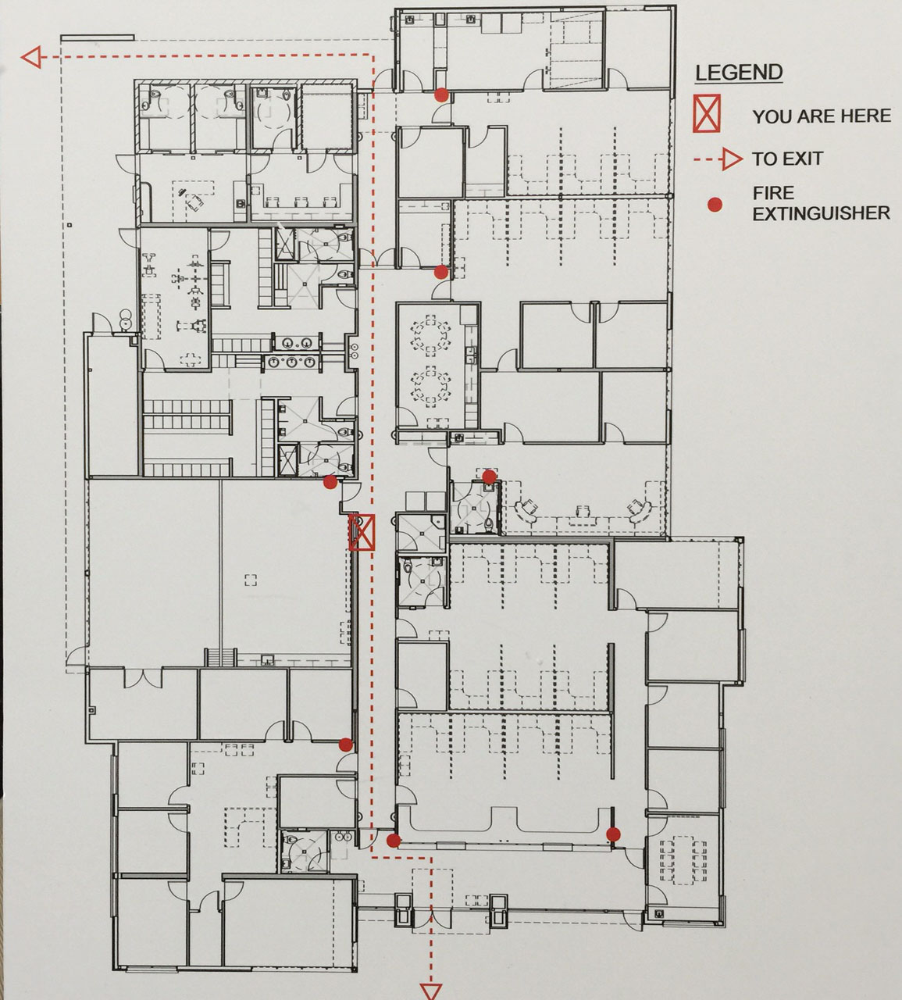 LEGEND
YOU ARE HERE
TO EXIT
FIRE
EXTINGUISHER